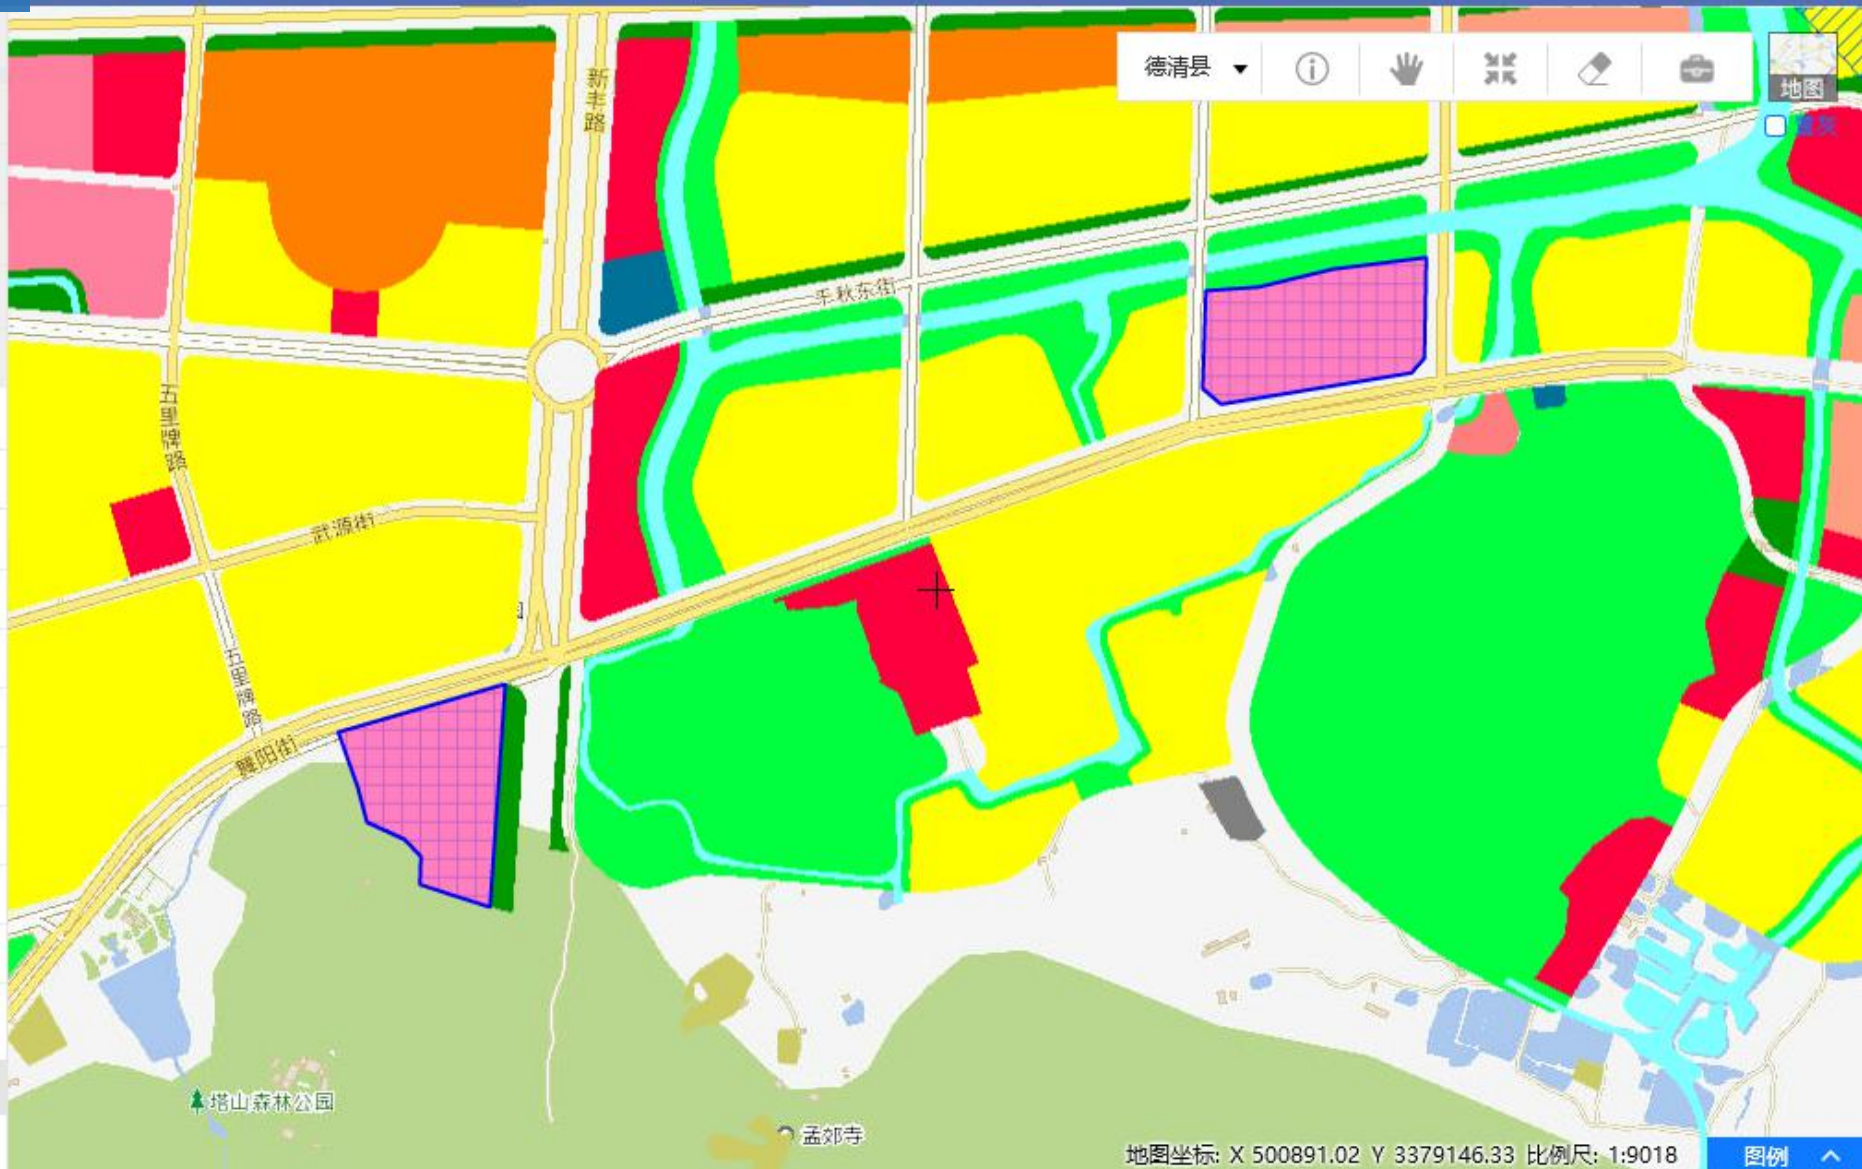 德清县
地图
新丰路
千秋东街
五里牌路
武源街
五里牌路
舞阳街
塔山森林公园
孟郊寺
地图坐标: X 500891.02 Y 3379146.33 比例尺: 1:9018
图例